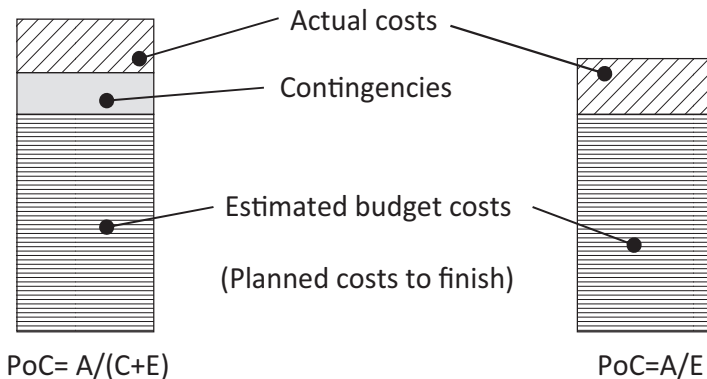 Actual costs
Contingencies
Estimated budget costs
(Planned costs to finish)
PoC= A/(C+E)
PoC=A/E